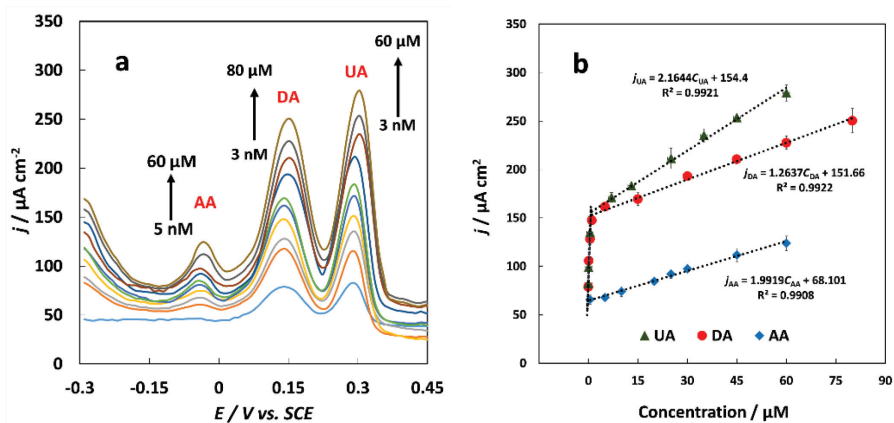 a
60 μM
80 μM
UA
DA
3 nM
60 μM
3 nM
AA
5 nM
j / μA cm-2
350
300
250
200
150
100
50
0
-0.3
-0.15
0
0.15
0.3
0.45
E / V vs. SCE
b
jUA = 2.1644CUA + 154.4
R² = 0.9921
jDA = 1.2637CDA + 151.66
R² = 0.9922
jAA = 1.9919CAA + 68.101
R² = 0.9908
UA DA AA
j / μA cm-2
350
300
250
200
150
100
50
0
-15
0
15
30
45
60
75
90
Concentration / μM